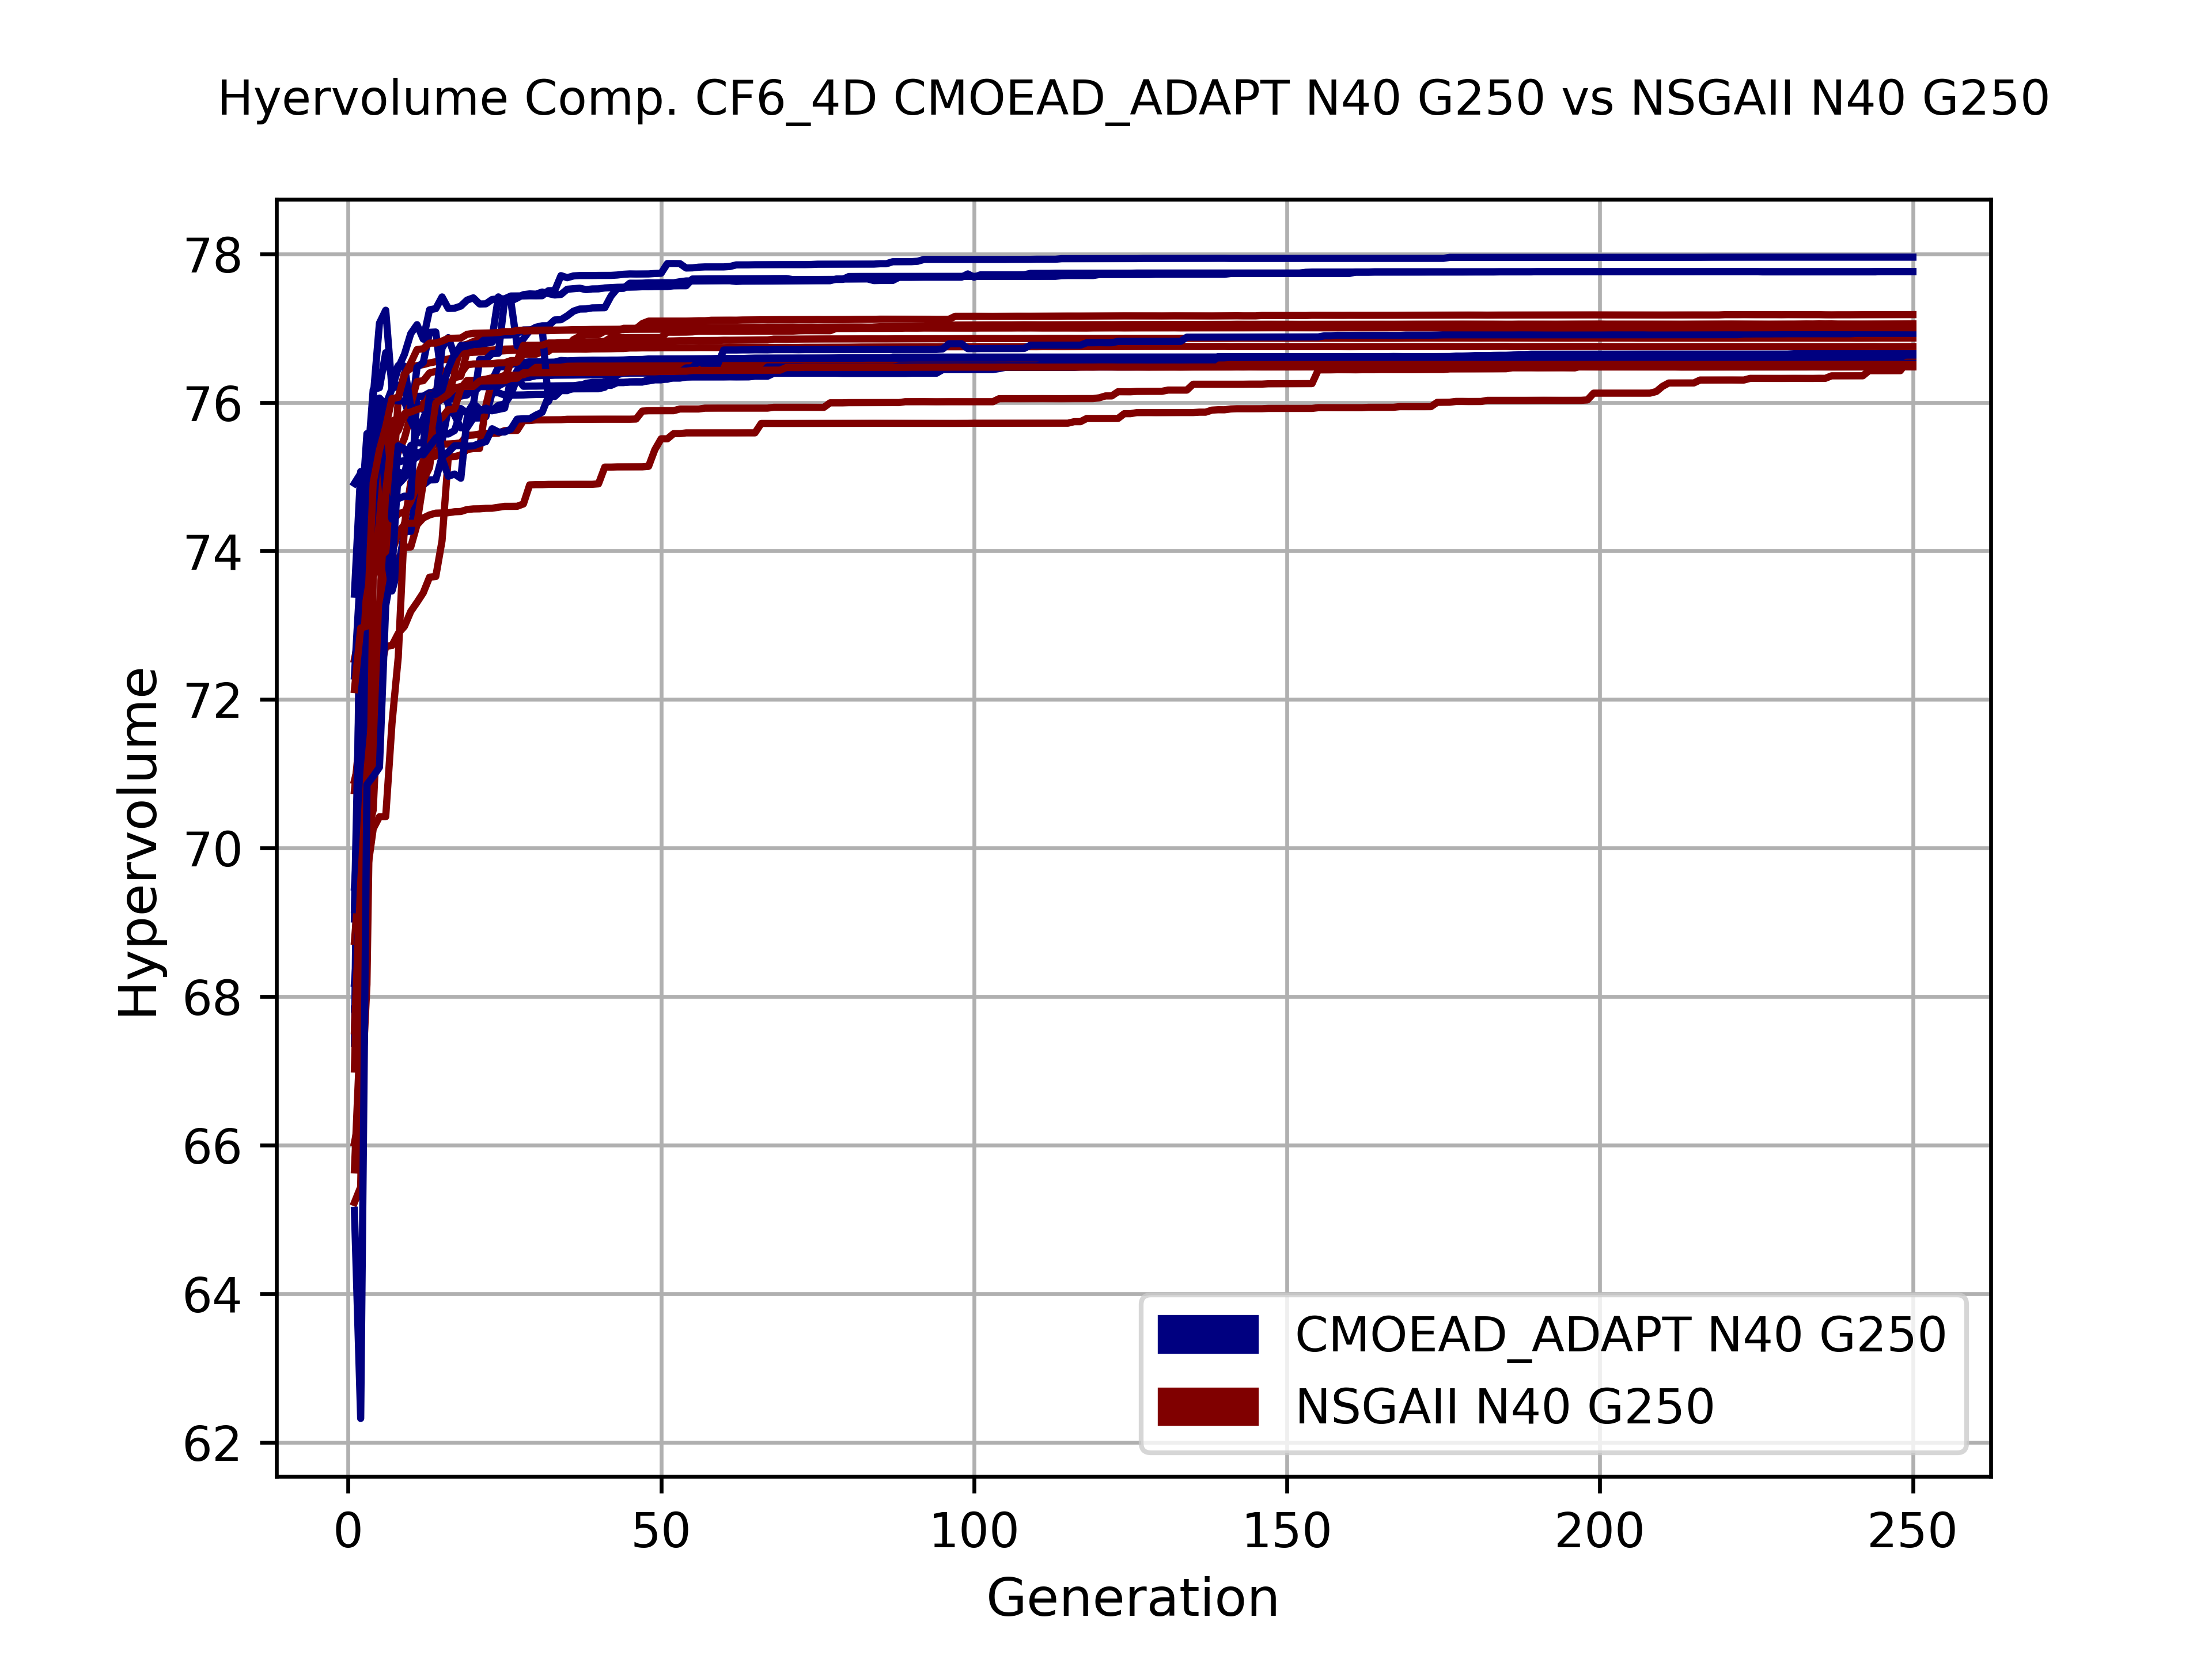 Hyervolume Comp. CF6_4D CMOEAD_ADAPT N40 G250 vs NSGAII N40 G250
78
76
74
72
70
68
66
64
62
Hypervolume
CMOEAD_ADAPT N40 G250
NSGAII N40 G250
0 50 100 150 200 250
Generation